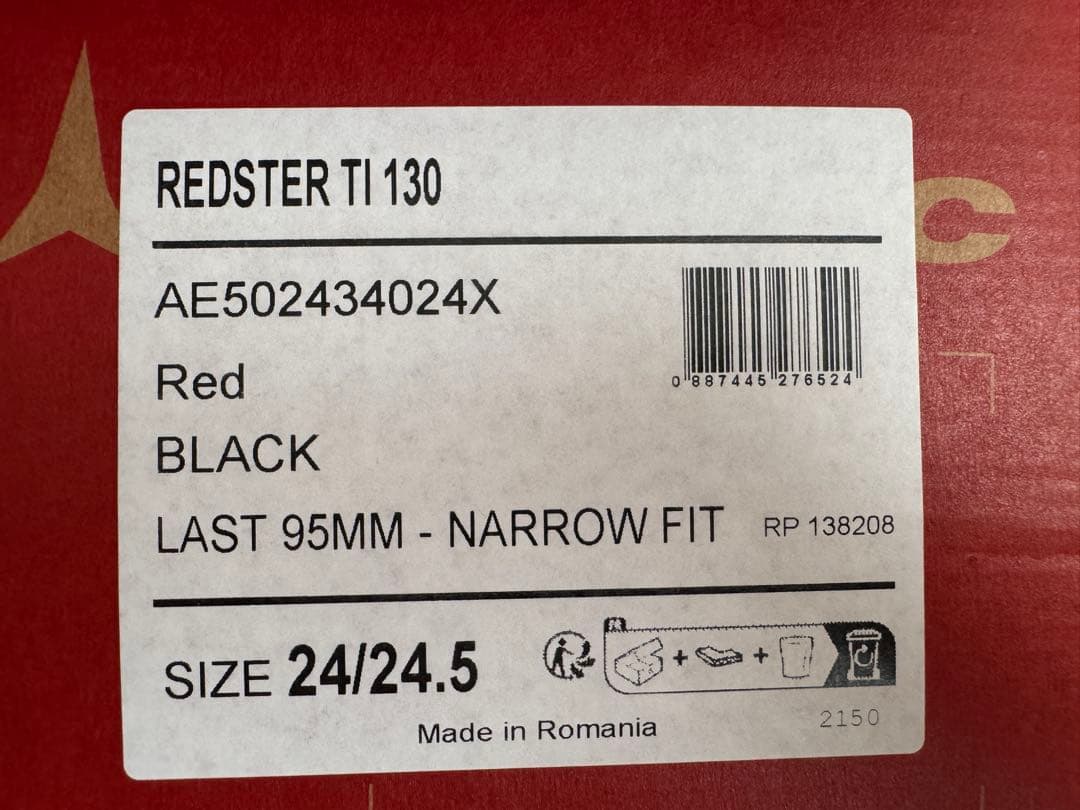 REDSTER TI 130
AE502434024X
0 887445 276524
Red
BLACK
LAST 95MM - NARROW FIT RP 138208
SIZE 24/24.5
FR
+ +
Made in Romania
2150
C